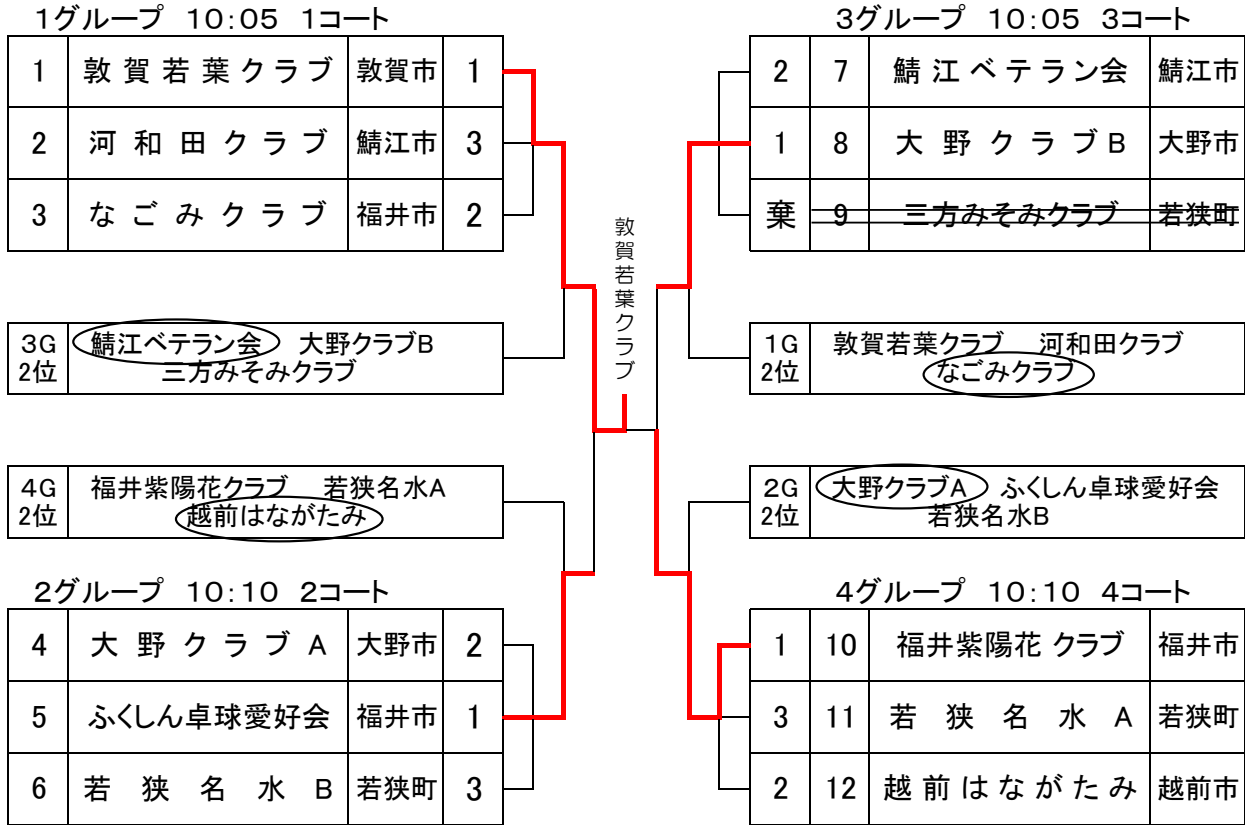 1グループ 10:05 1コート
1 敦賀若葉クラブ 敦賀市 1
2 河和田クラブ 鯖江市 3
3 なごみクラブ 福井市 2
3G 鯖江ベテラン会 大野クラブB
2位 三方みそみクラブ
4G 福井紫陽花クラブ 若狭名水A
2位 越前はながたみ
2グループ 10:10 2コート
4 大野クラブA 大野市 2
5 ふくしん卓球愛好会 福井市 1
6 若狭名水B 若狭町 3
敦賀若葉クラブ
3グループ 10:05 3コート
2 7 鯖江ベテラン会 鯖江市
1 8 大野クラブB 大野市
棄 9 三方みそみクラブ 若狭町
1G 敦賀若葉クラブ 河和田クラブ
2位 なごみクラブ
2G 大野クラブA ふくしん卓球愛好会
2位 若狭名水B
4グループ 10:10 4コート
1 10 福井紫陽花クラブ 福井市
3 11 若狭名水A 若狭町
2 12 越前はながたみ 越前市